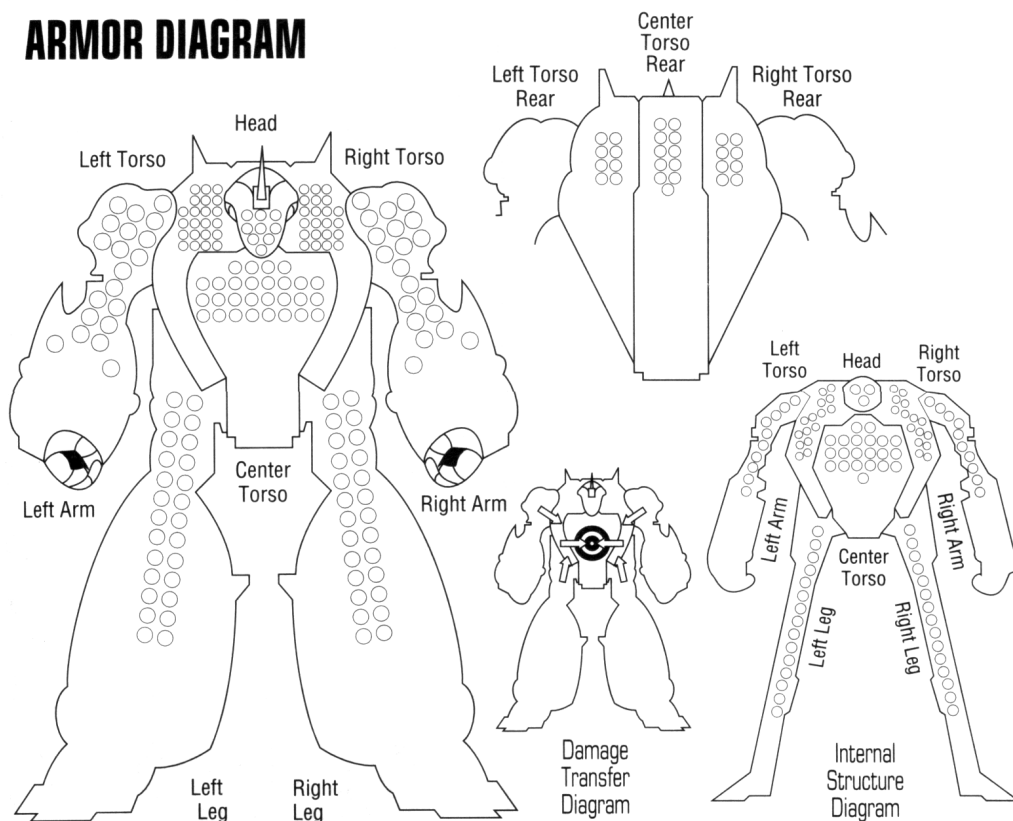 ARMOR DIAGRAM
Head
Left Torso
Right Torso
Left Arm
Center
Torso
Right Arm
Left
Leg
Right
Leg
Center
Torso
Rear
Left Torso
Rear
Right Torso
Rear
Damage
Transfer
Diagram
Left
Torso
Head
Right
Torso
Left Arm
Right Arm
Center
Torso
Left Leg
Right Leg
Internal
Structure
Diagram